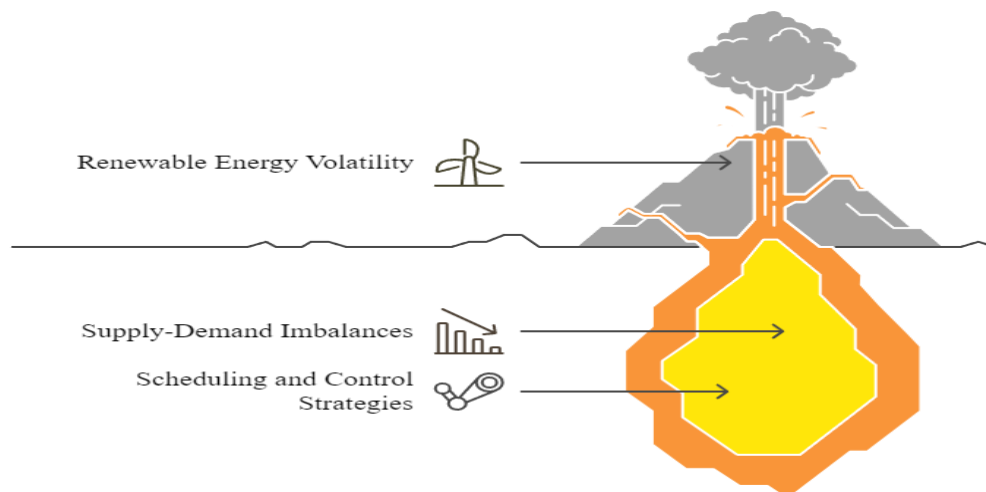 Renewable Energy Volatility
Supply-Demand Imbalances
Scheduling and Control
Strategies